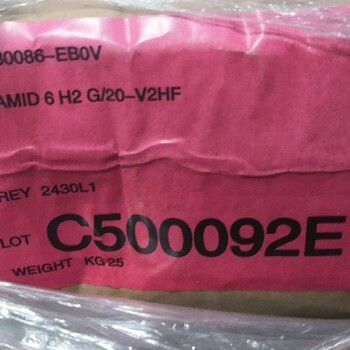 30086-EB0V
AMID 6 H2 G/20-V2HF
REY 2430L1
LOT C500092E
WEIGHT KG 25